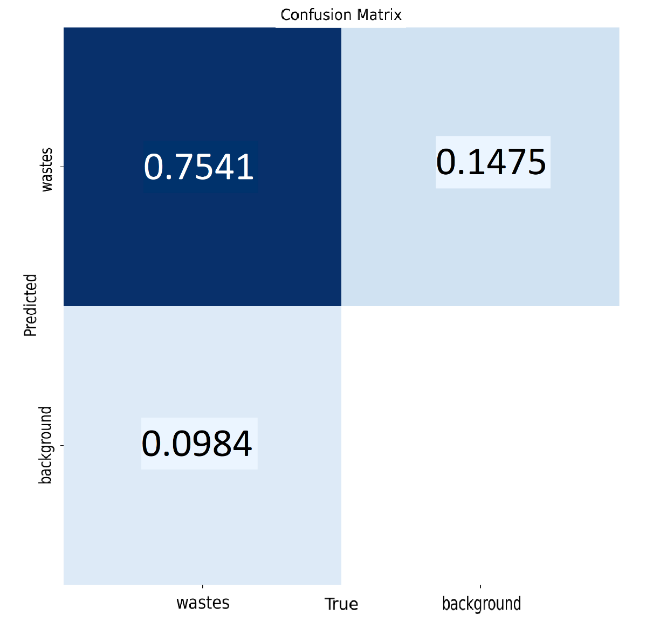 Confusion Matrix
wastes
0.7541
0.1475
Predicted
background
0.0984
wastes
True
background